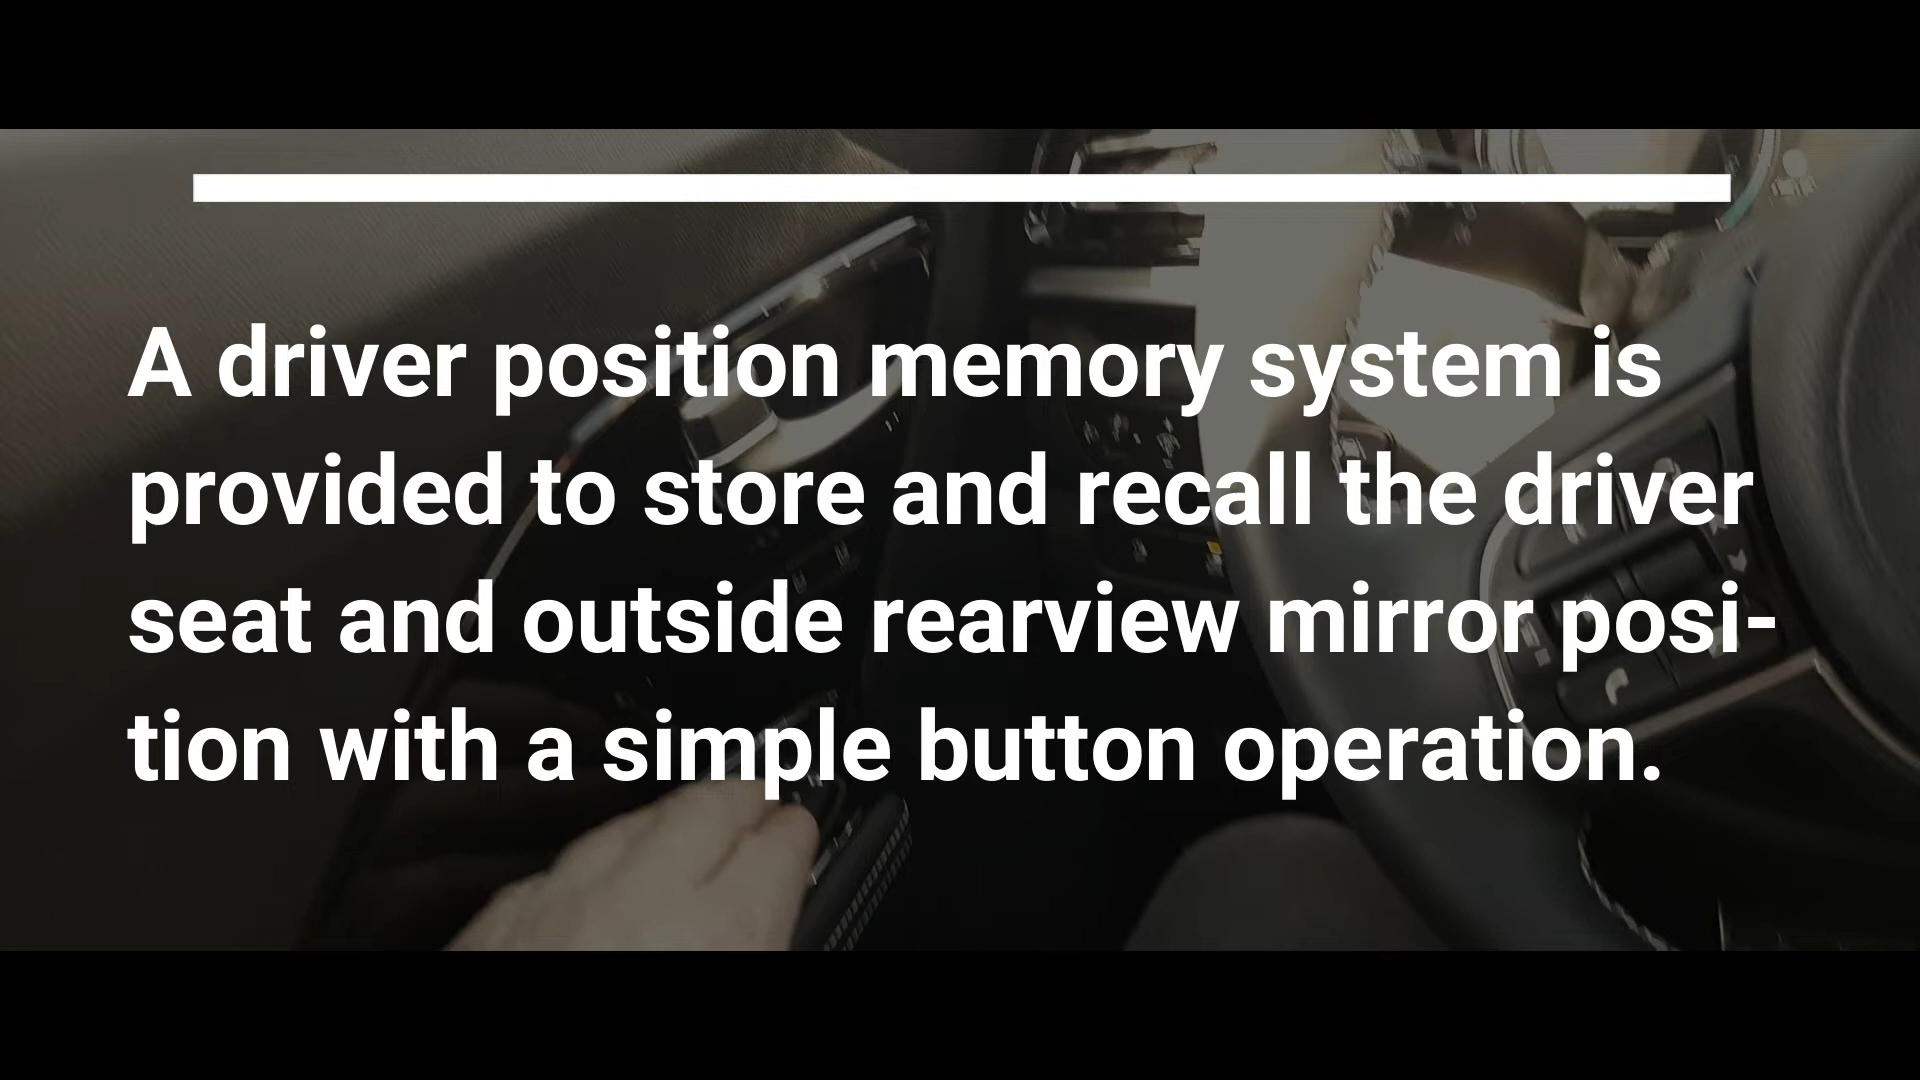 A driver position memory system is
provided to store and recall the driver
seat and outside rearview mirror posi-
tion with a simple button operation.